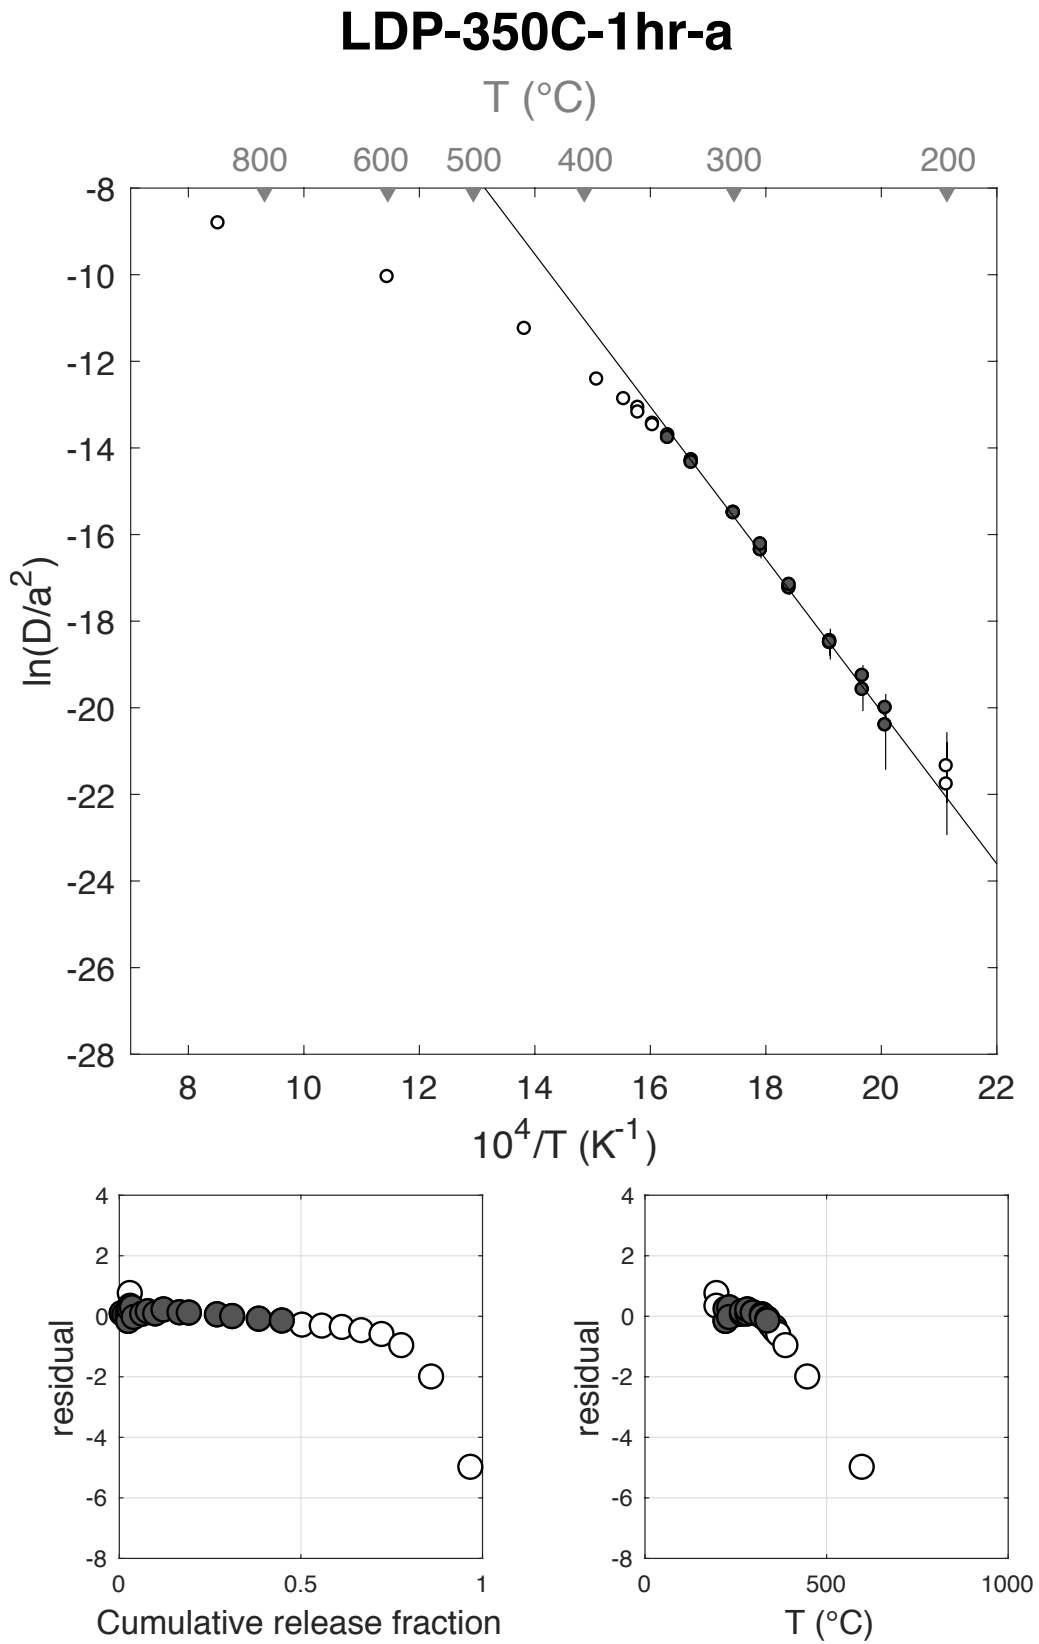 LDP-350C-1hr-a
T (°C)
800 600 500 400 300 200
-8
-10
-12
-14
-16
-18
-20
-22
-24
-26
-28
ln(D/a²)
8 10 12 14 16 18 20 22
10⁴/T (K⁻¹)
4
2
0
-2
-4
-6
-8
residual
0 0.5 1
Cumulative release fraction
4
2
0
-2
-4
-6
-8
residual
0 500 1000
T (°C)